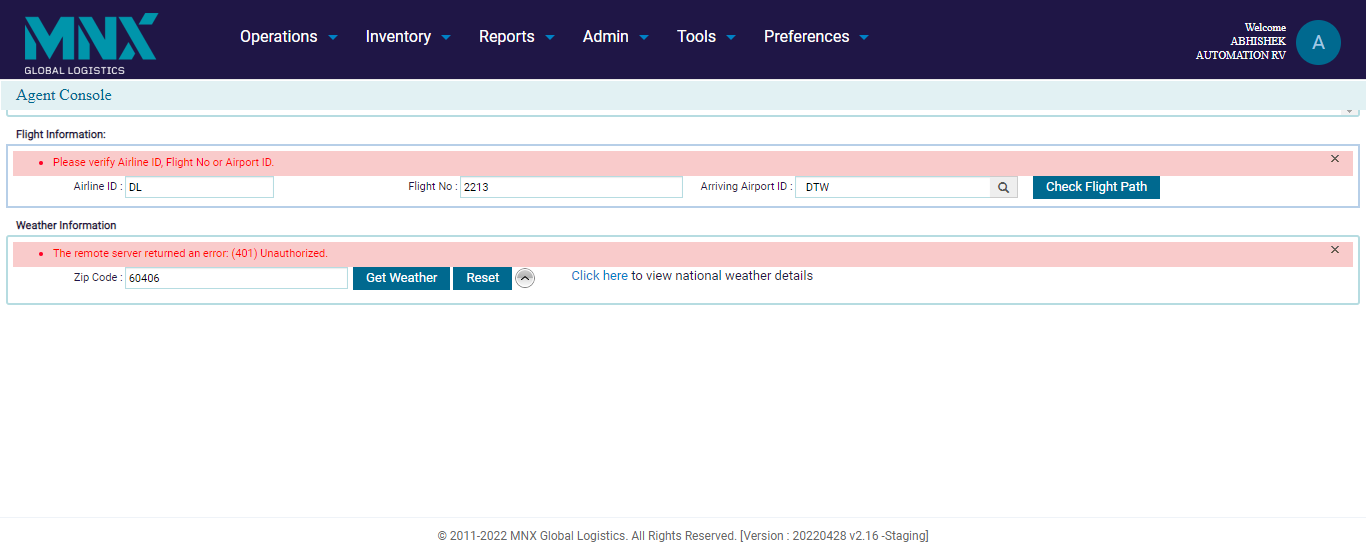 MNX
GLOBAL LOGISTICS
Operations Inventory Reports Admin Tools Preferences
Welcome
ABHISHEK
AUTOMATION RV
A
Agent Console
Flight Information:
Please verify Airline ID, Flight No or Airport ID.
Airline ID : DL Flight No : 2213 Arriving Airport ID : DTW Check Flight Path
Weather Information
The remote server returned an error: (401) Unauthorized.
Zip Code : 60406 Get Weather Reset Click here to view national weather details
© 2011-2022 MNX Global Logistics. All Rights Reserved. [Version : 20220428 v2.16 -Staging]